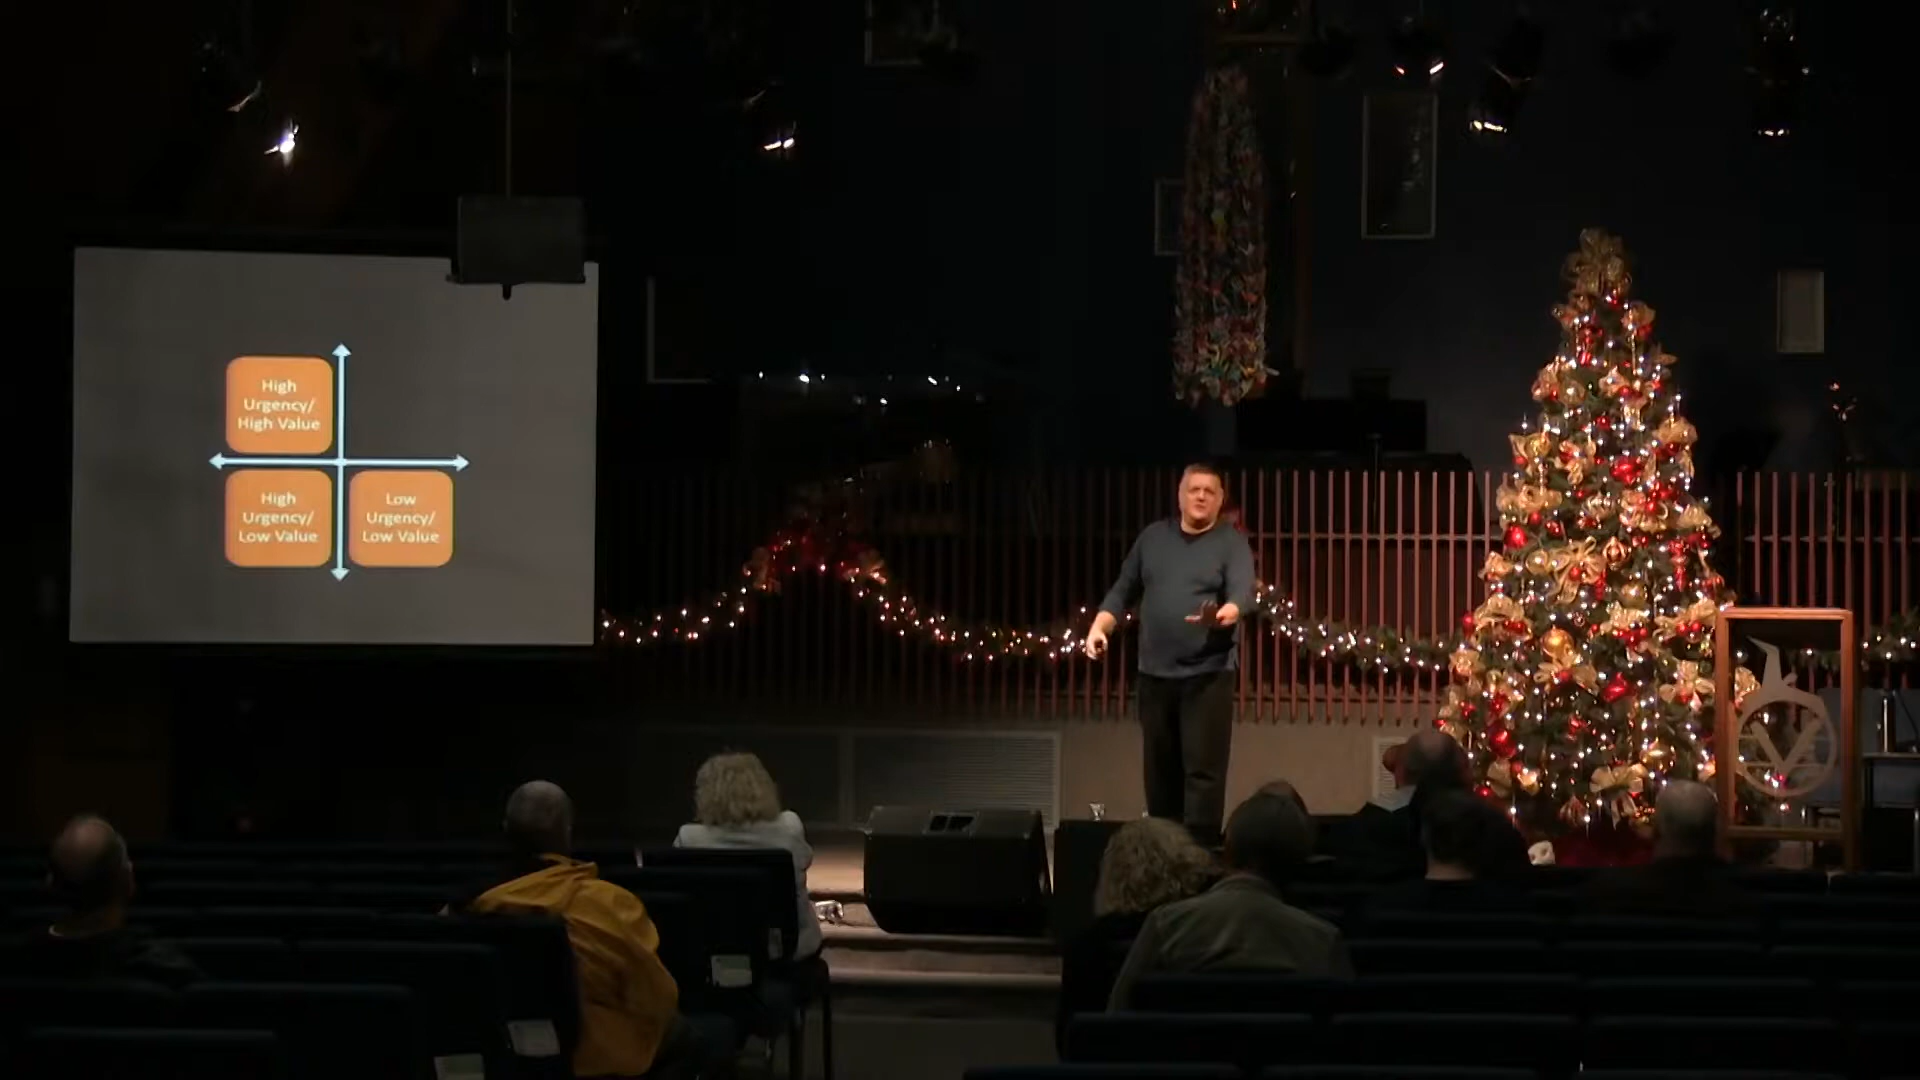 High
Urgency/
High Value
High
Urgency/
Low Value
Low
Urgency/
Low Value